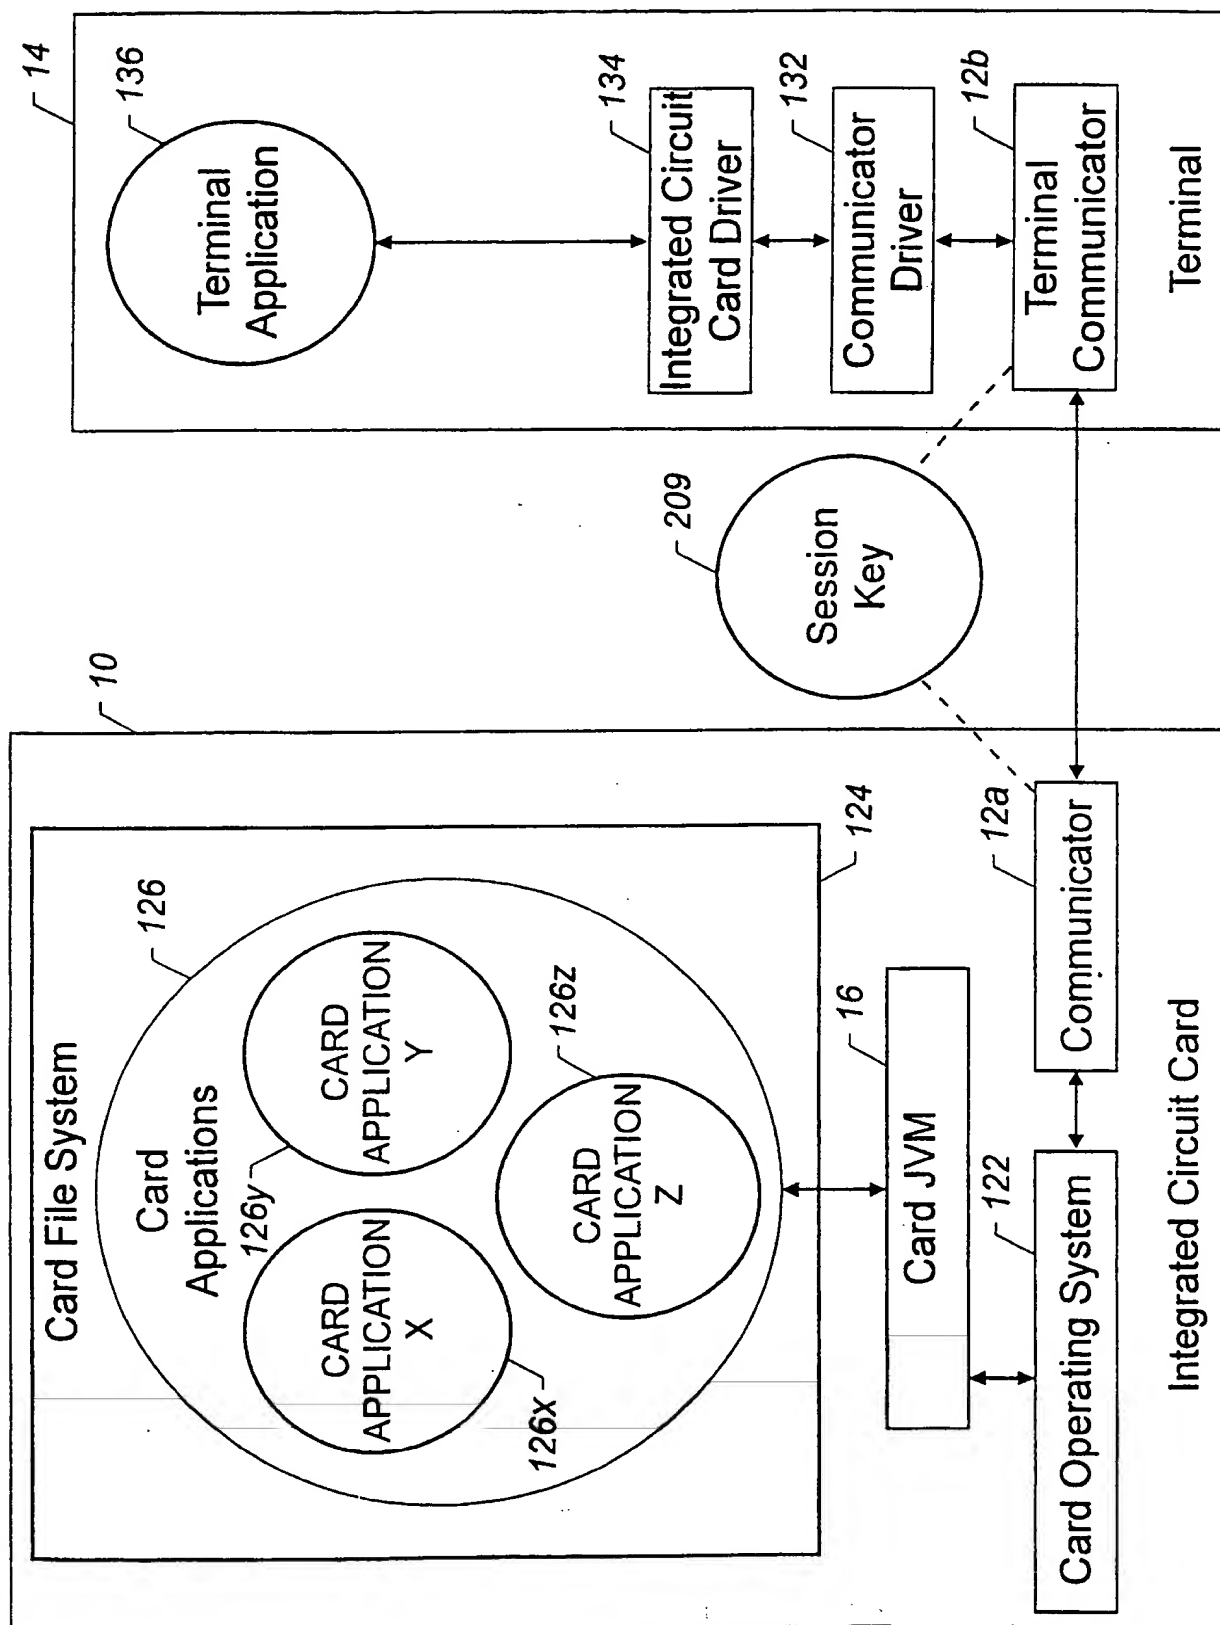 10
14
Card File System
126
Card
Applications
126y
CARD
APPLICATION
X
CARD
APPLICATION
Y
126x
CARD
APPLICATION
Z
126z
124
Card JVM
16
Card Operating System
122
Communicator
12a
Integrated Circuit Card
Session
Key
209
Terminal
Application
136
Integrated Circuit
Card Driver
134
Communicator
Driver
132
Terminal
Communicator
12b
Terminal